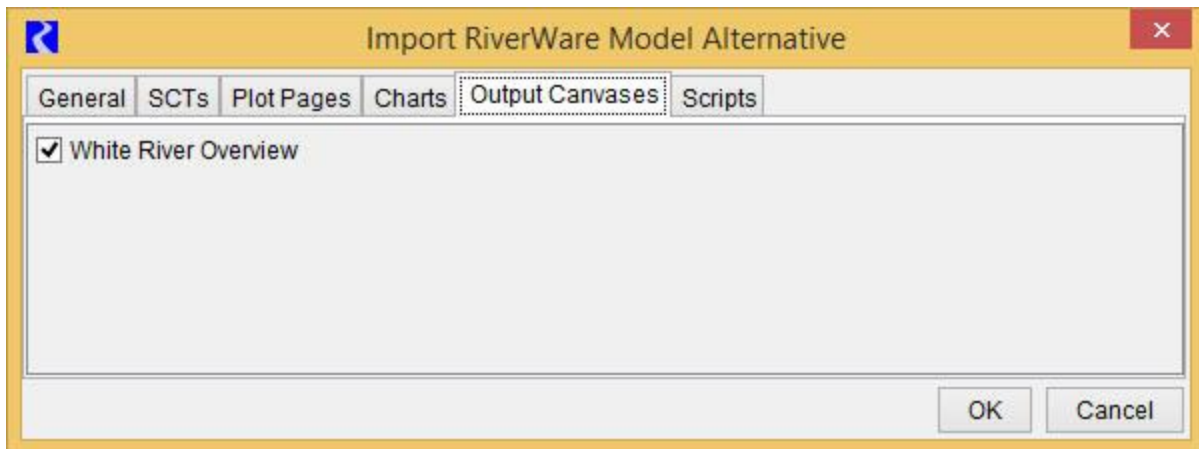 Import RiverWare Model Alternative
General SCTs Plot Pages Charts Output Canvases Scripts
White River Overview
OK Cancel